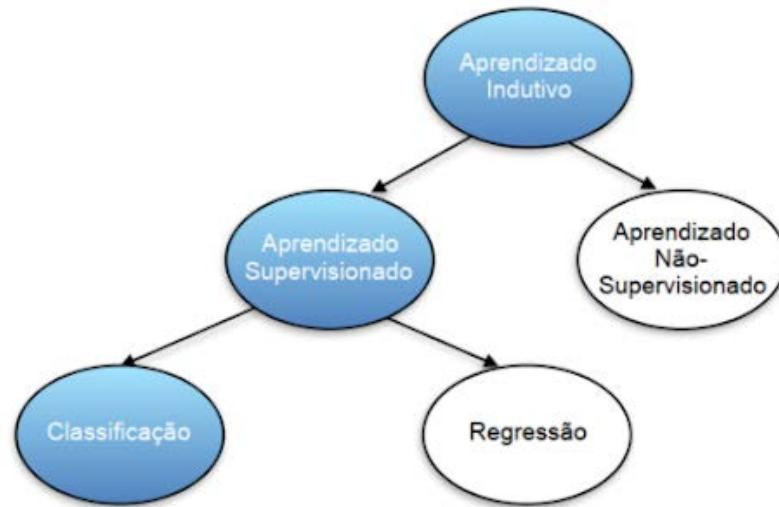 Aprendizado
Indutivo
Aprendizado
Supervisionado
Aprendizado
Não-
Supervisionado
Classificação
Regressão